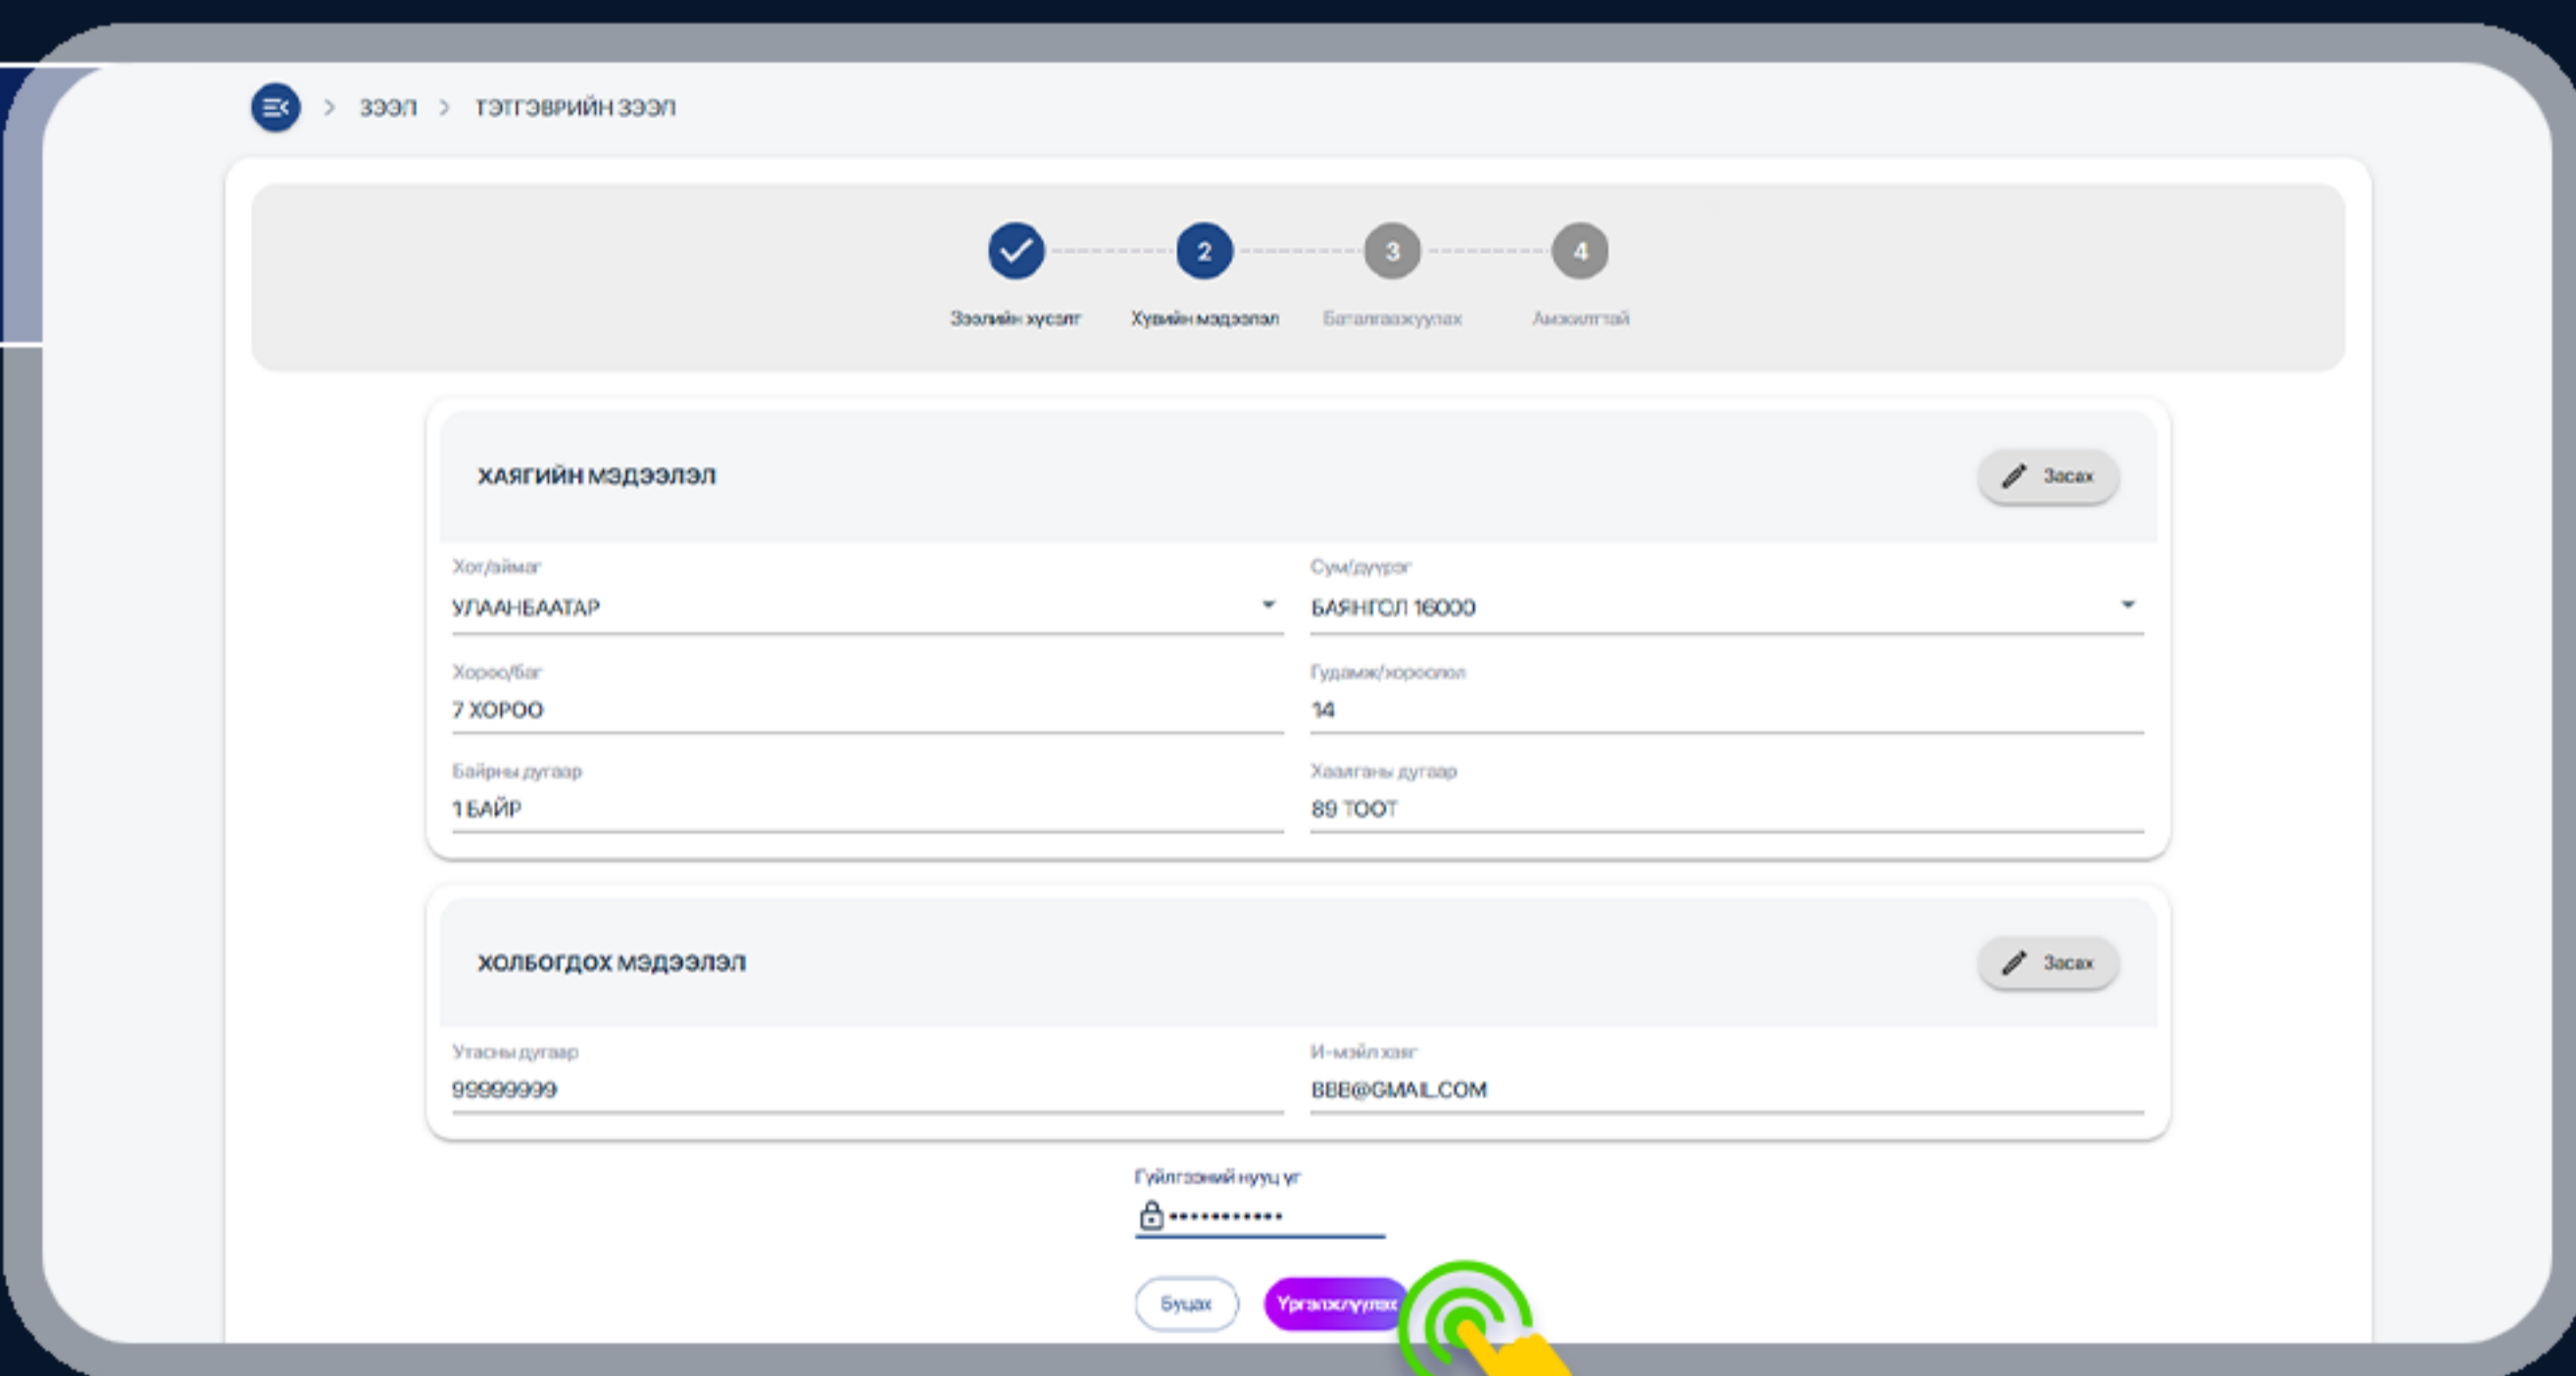 ЗЭЭЛ > ТЭТГЭВРИЙН ЗЭЭЛ
2 3 4
Зээлийн хүсэлт Хувийн мэдээлэл Баталгаажуулах Амжилттай
ХАЯГИЙН МЭДЭЭЛЭЛ Засах
Хот/аймаг Сум/дүүрэг
УЛААНБААТАР БАЯНГОЛ 16000
Хороо/баг Гудамж/хороолол
7 ХОРОО 14
Байрны дугаар Хаалганы дугаар
1 БАЙР 89 ТООТ
ХОЛБОГДОХ МЭДЭЭЛЭЛ Засах
Утасны дугаар И-мэйл хаяг
99999999 BBB@GMAIL.COM
Гүйлгээний нууц үг
Буцах Үргэлжлүүлэх